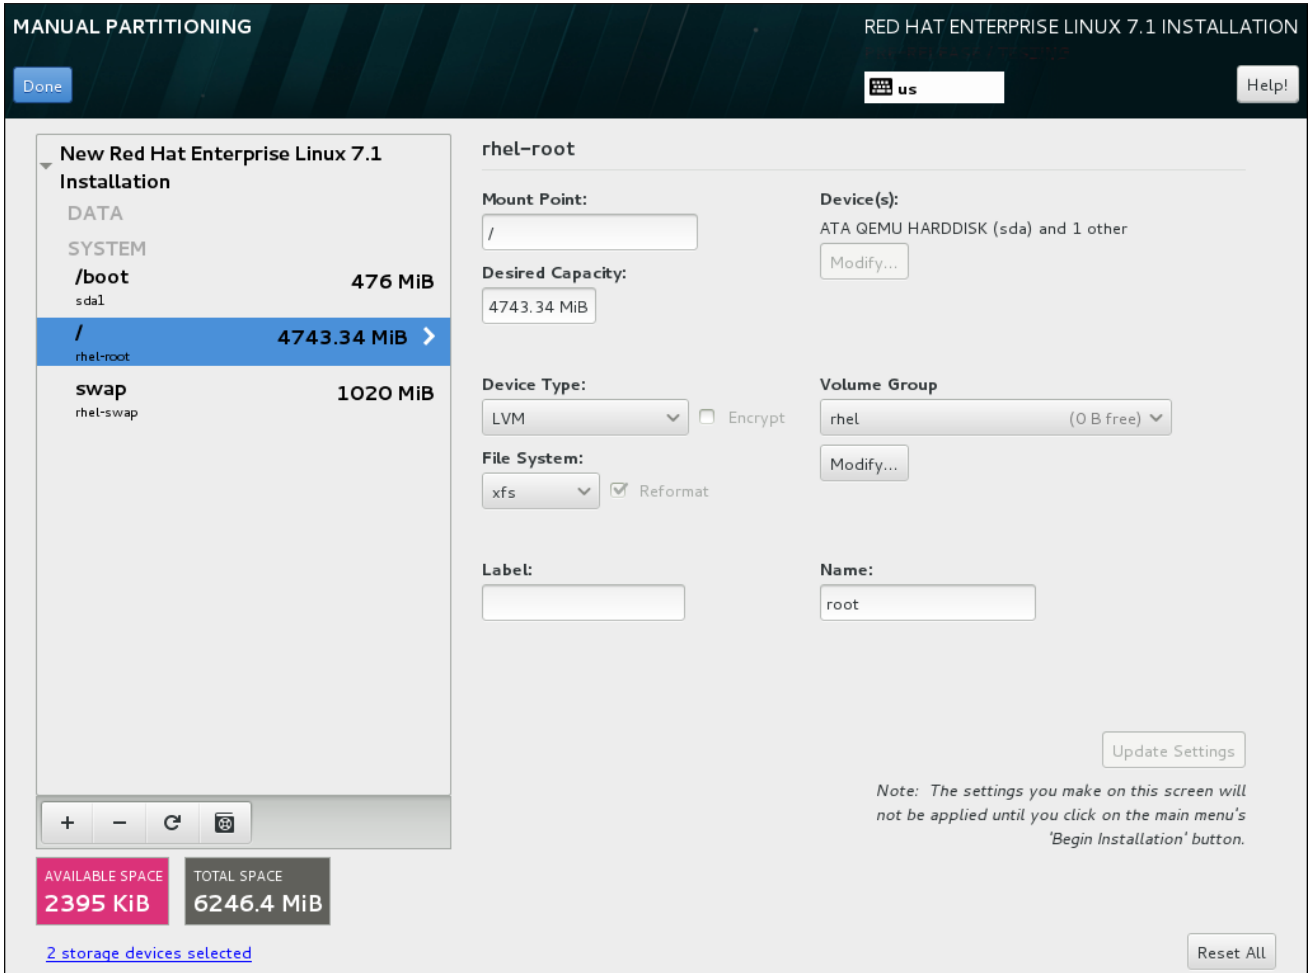 MANUAL PARTITIONING
RED HAT ENTERPRISE LINUX 7.1 INSTALLATION
Done
us
Help!
New Red Hat Enterprise Linux 7.1
Installation
DATA
SYSTEM
/boot 476 MiB
sda1
/ 4743.34 MiB
rhel-root
swap 1020 MiB
rhel-swap
AVAILABLE SPACE
2395 KiB
TOTAL SPACE
6246.4 MiB
2 storage devices selected
rhel-root
Mount Point:
/
Desired Capacity:
4743.34 MiB
Device(s):
ATA QEMU HARDDISK (sda) and 1 other
Modify...
Device Type:
LVM
Encrypt
File System:
xfs
Reformat
Volume Group
rhel (0 B free)
Modify...
Label:
Name:
root
Update Settings
Note: The settings you make on this screen will
not be applied until you click on the main menu's
'Begin Installation' button.
Reset All